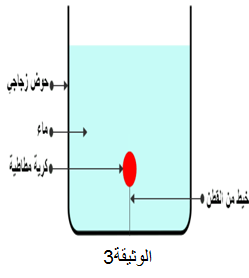 حوض زجاجي
ماء
كرية مطاطية
خيط من القطن
الوثيقة3